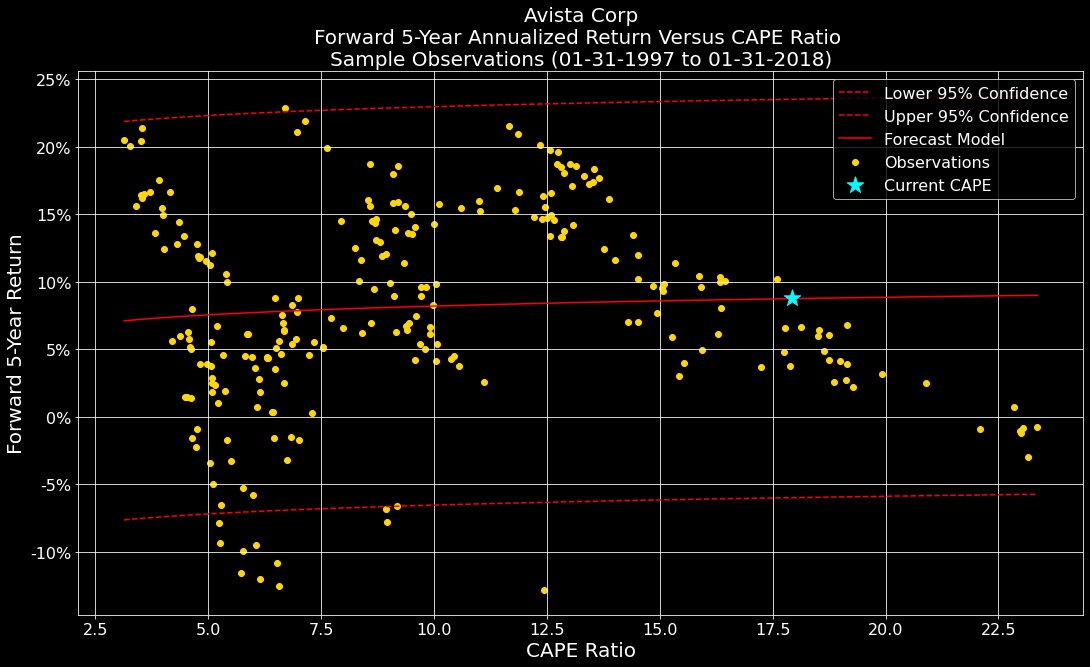 Avista Corp
Forward 5-Year Annualized Return Versus CAPE Ratio
Sample Observations (01-31-1997 to 01-31-2018)
25%
20%
15%
10%
5%
0%
-5%
-10%
Forward 5-Year Return
Lower 95% Confidence
Upper 95% Confidence
Forecast Model
Observations
Current CAPE
2.5 5.0 7.5 10.0 12.5 15.0 17.5 20.0 22.5
CAPE Ratio